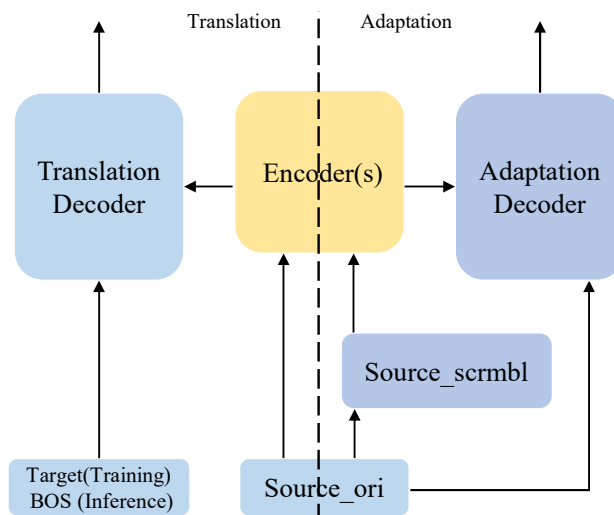 Translation
Adaptation
Translation
Decoder
Encoder(s)
Adaptation
Decoder
Source_scrmbl
Target(Training)
BOS (Inference)
Source_ori